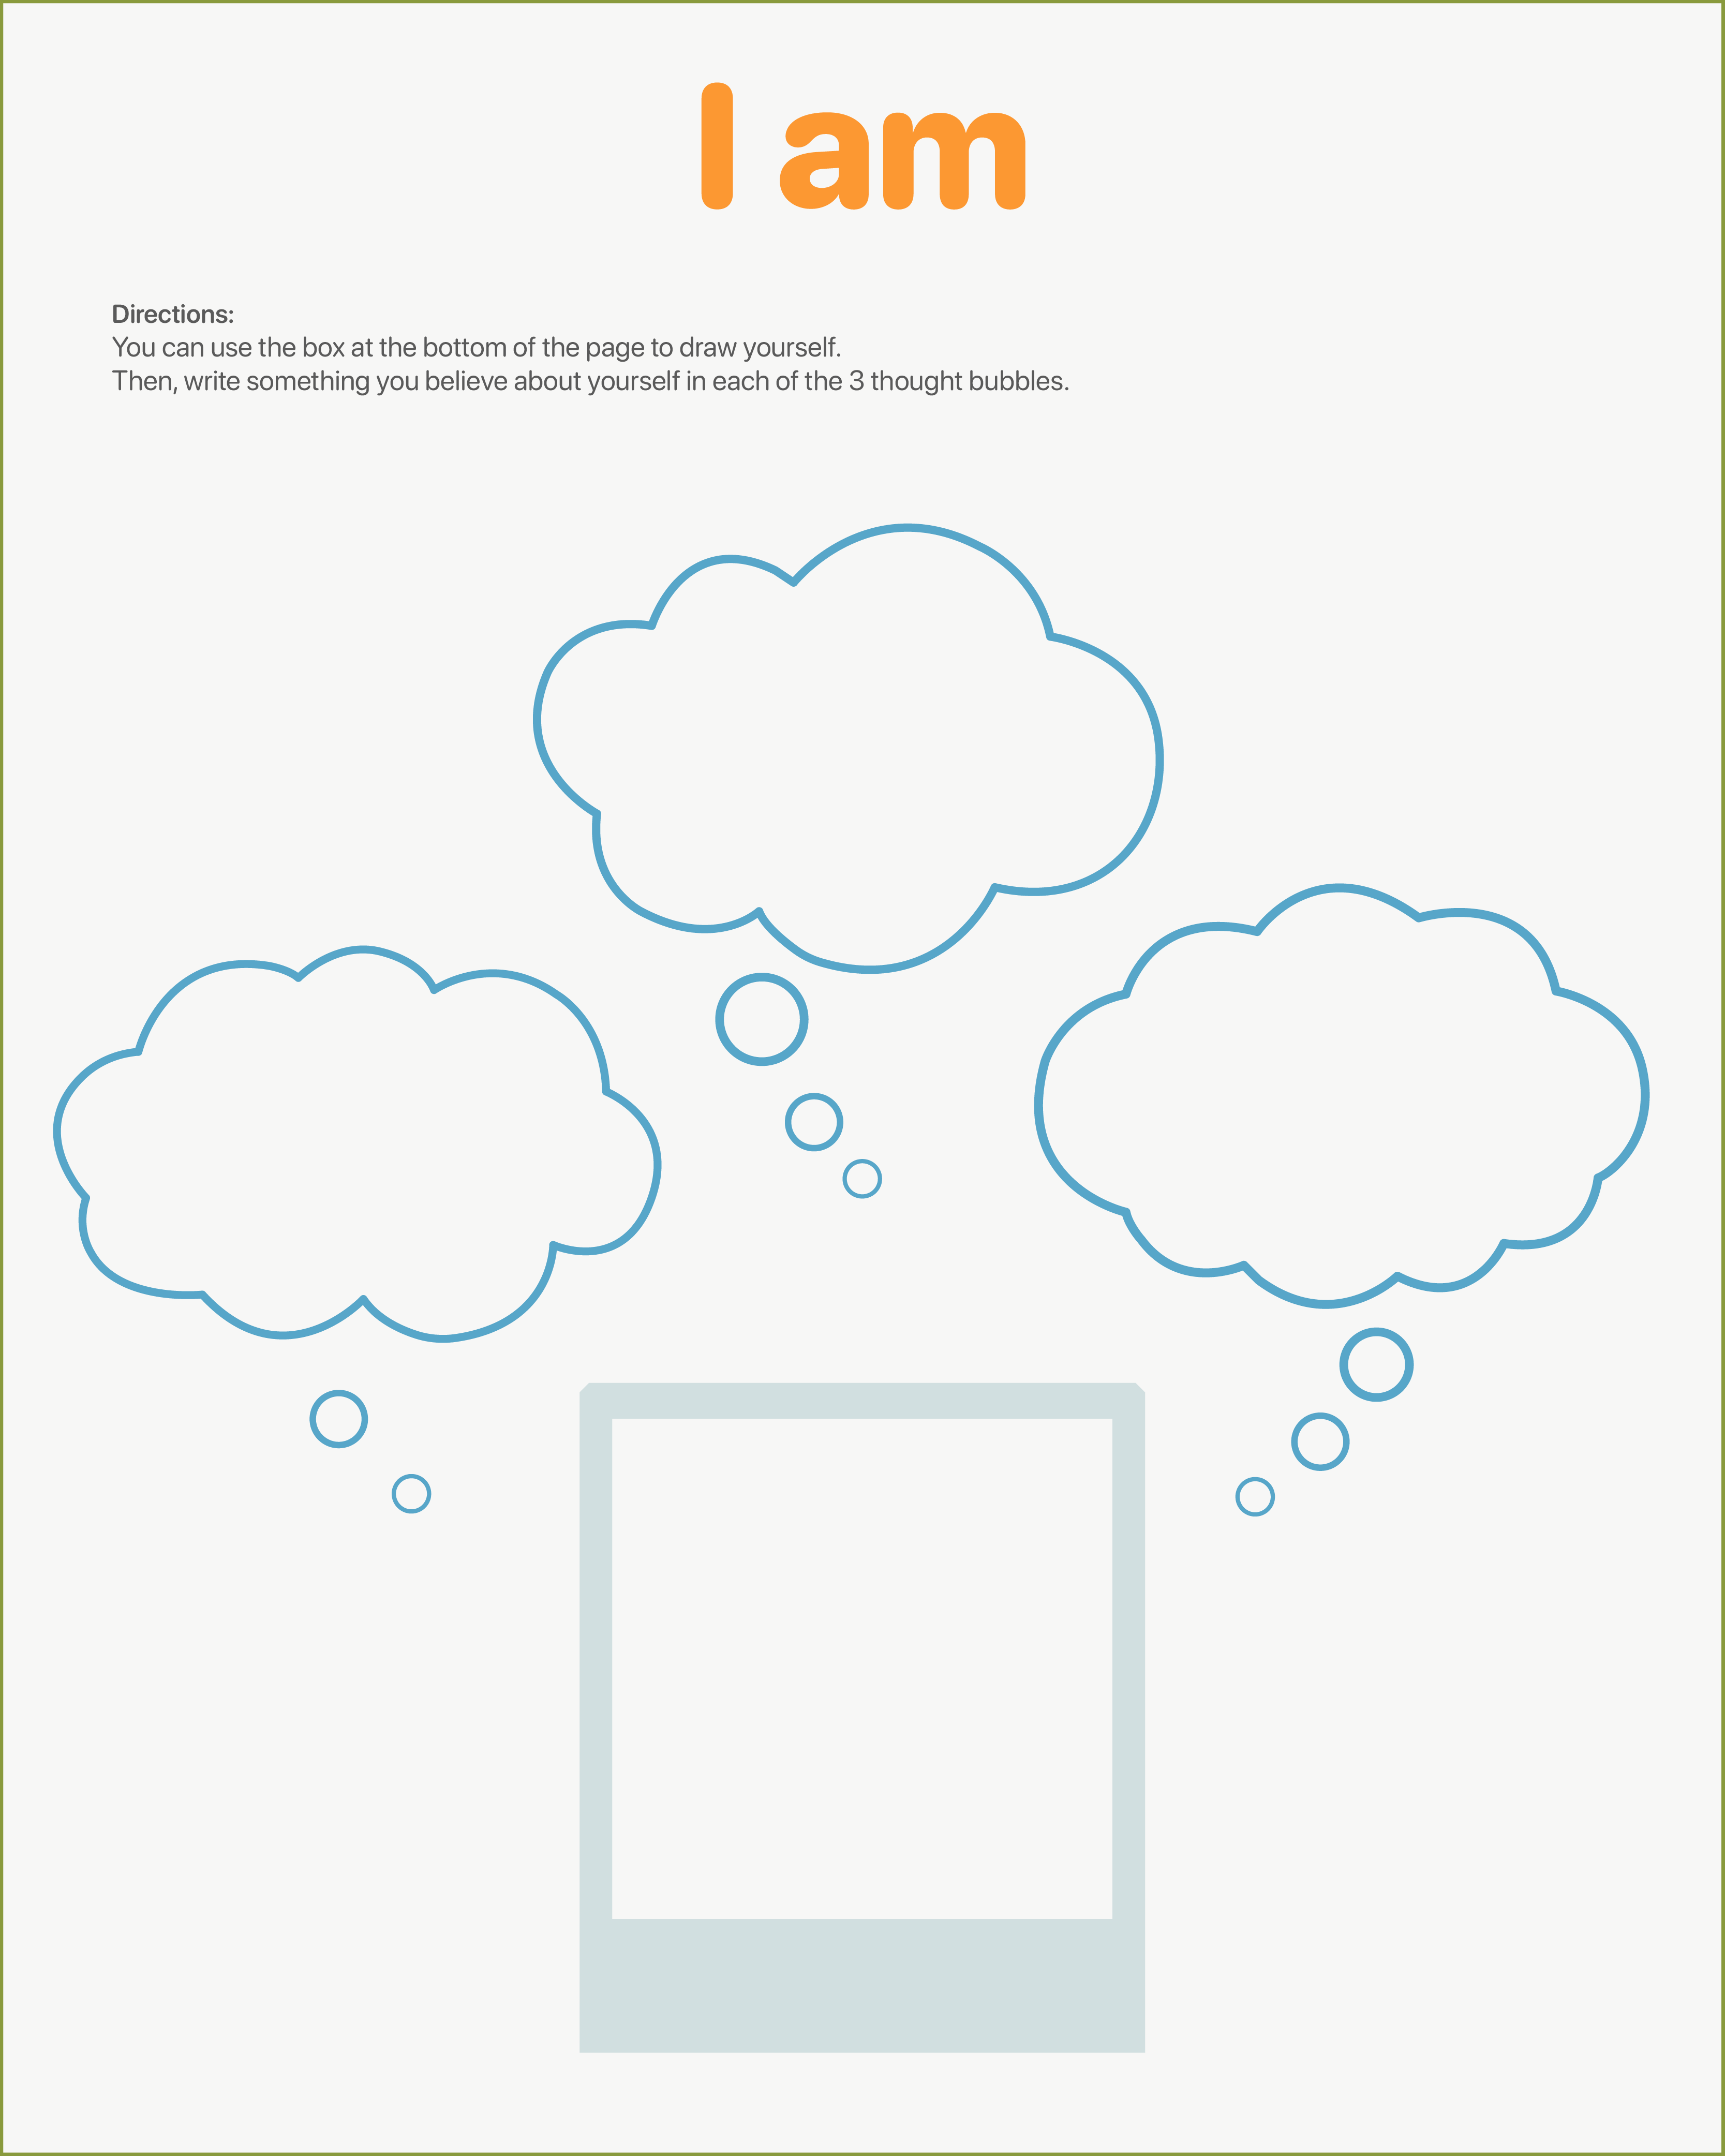 I am
Directions:
You can use the box at the bottom of the page to draw yourself.
Then, write something you believe about yourself in each of the 3 thought bubbles.